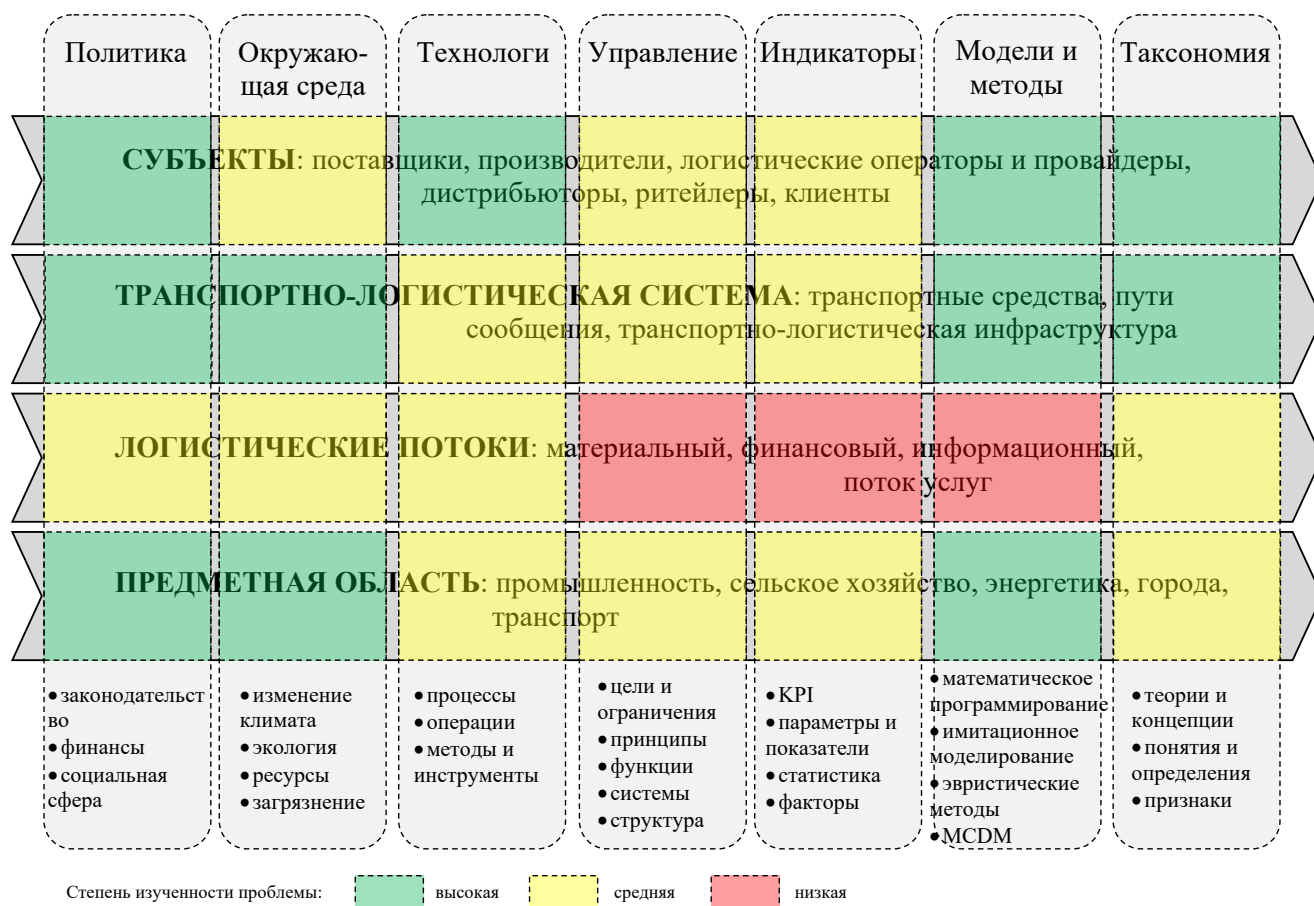 Политика
Окружаю-
щая среда
Технологи
Управление
Индикаторы
Модели и
методы
Таксономия
СУБЪЕКТЫ: поставщики, производители, логистические операторы и провайдеры,
дистрибьюторы, ритейлеры, клиенты
ТРАНСПОРТНО-ЛОГИСТИЧЕСКАЯ СИСТЕМА: транспортные средства, пути
сообщения, транспортно-логистическая инфраструктура
ЛОГИСТИЧЕСКИЕ ПОТОКИ: материальный, финансовый, информационный,
поток услуг
ПРЕДМЕТНАЯ ОБЛАСТЬ: промышленность, сельское хозяйство, энергетика, города,
транспорт
• законодательст
во
• финансы
• социальная
сфера
• изменение
климата
• экология
• ресурсы
• загрязнение
• процессы
• операции
• методы и
инструменты
• цели и
ограничения
• принципы
• функции
• системы
• структура
• KPI
• параметры и
показатели
• статистика
• факторы
• математическое
программирование
• имитационное
моделирование
• эвристические
методы
• MCDM
• теории и
концепции
• понятия и
определения
• признаки
Степень изученности проблемы: высокая средняя низкая